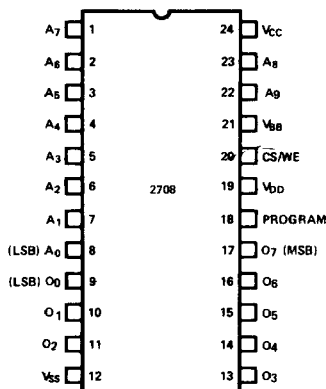 A7 1 24 VCC
A6 2 23 A8
A5 3 22 A9
A4 4 21 VBB
A3 5 20 CS/WE
A2 6 2708 19 VDD
A1 7 18 PROGRAM
(LSB) A0 8 17 O7 (MSB)
(LSB) O0 9 16 O6
O1 10 15 O5
O2 11 14 O4
VSS 12 13 O3